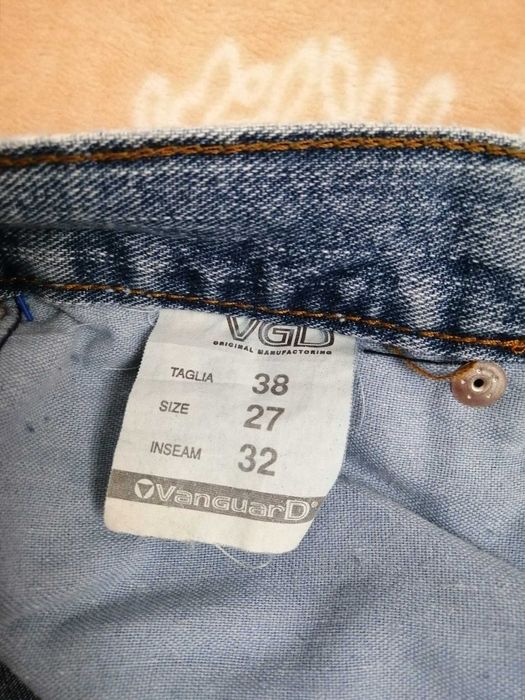 VGD
ORIGINAL MANUFACTORING
TAGLIA 38
SIZE 27
INSEAM 32
VanguarD®